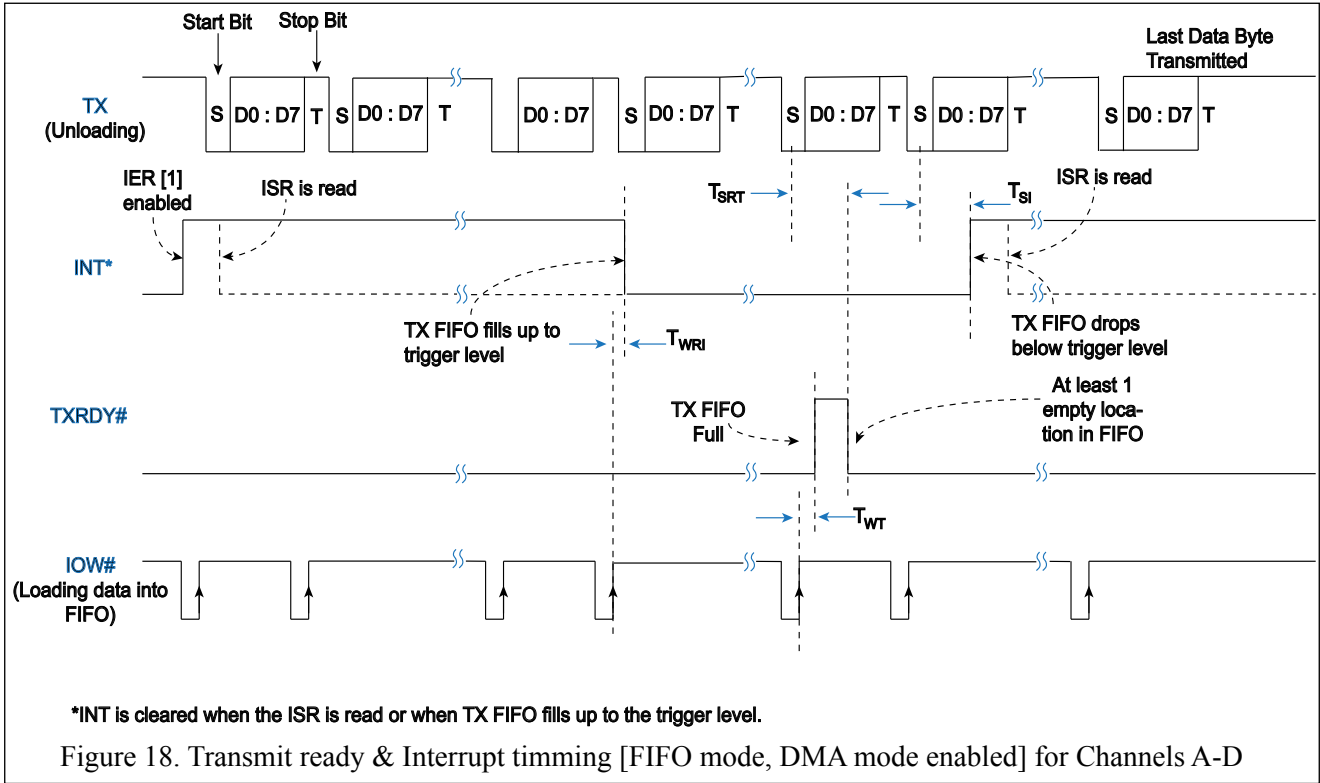 Start Bit
Stop Bit
Last Data Byte
Transmitted
TX
(Unloading)
S D0 : D7 T S D0 : D7 T D0 : D7 S D0 : D7 T S D0 : D7 T S D0 : D7 T S D0 : D7 T
IER [1]
enabled
ISR is read
TSRT
TSI
ISR is read
INT*
TX FIFO fills up to
trigger level
TWRI
TX FIFO drops
below trigger level
TXRDY#
TX FIFO
Full
At least 1
empty loca-
tion in FIFO
TWT
IOW#
(Loading data into
FIFO)
*INT is cleared when the ISR is read or when TX FIFO fills up to the trigger level.
Figure 18. Transmit ready & Interrupt timming [FIFO mode, DMA mode enabled] for Channels A-D